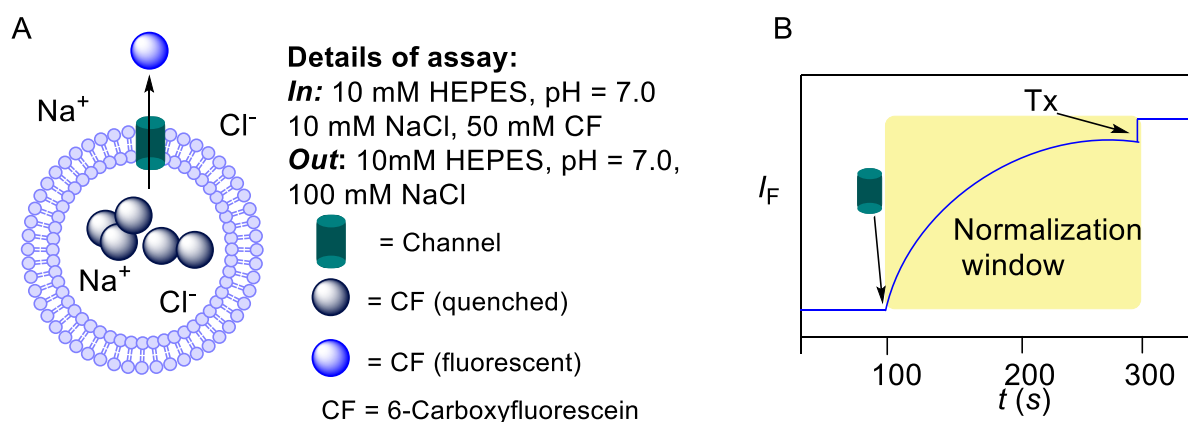 A
Na⁺
Cl⁻
Na⁺
Cl⁻
Details of assay:
In: 10 mM HEPES, pH = 7.0
10 mM NaCl, 50 mM CF
Out: 10mM HEPES, pH = 7.0,
100 mM NaCl
= Channel
= CF (quenched)
= CF (fluorescent)
CF = 6-Carboxyfluorescein
B
Tx
IF
Normalization
window
100
200
300
t (s)